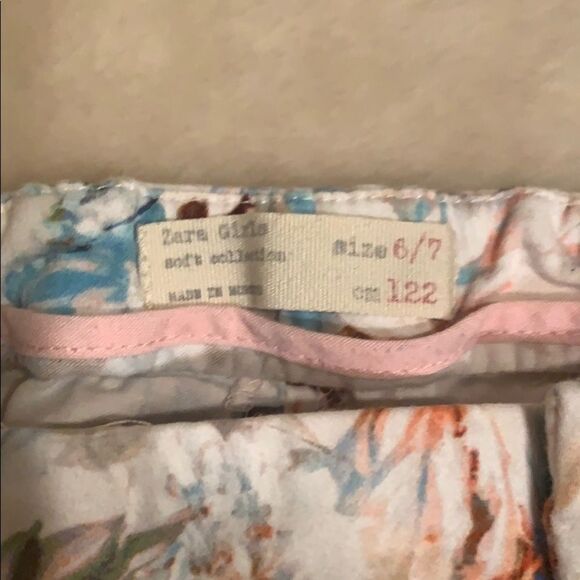 Zara Girls
soft collection
MADE IN
size 6/7
cm 122